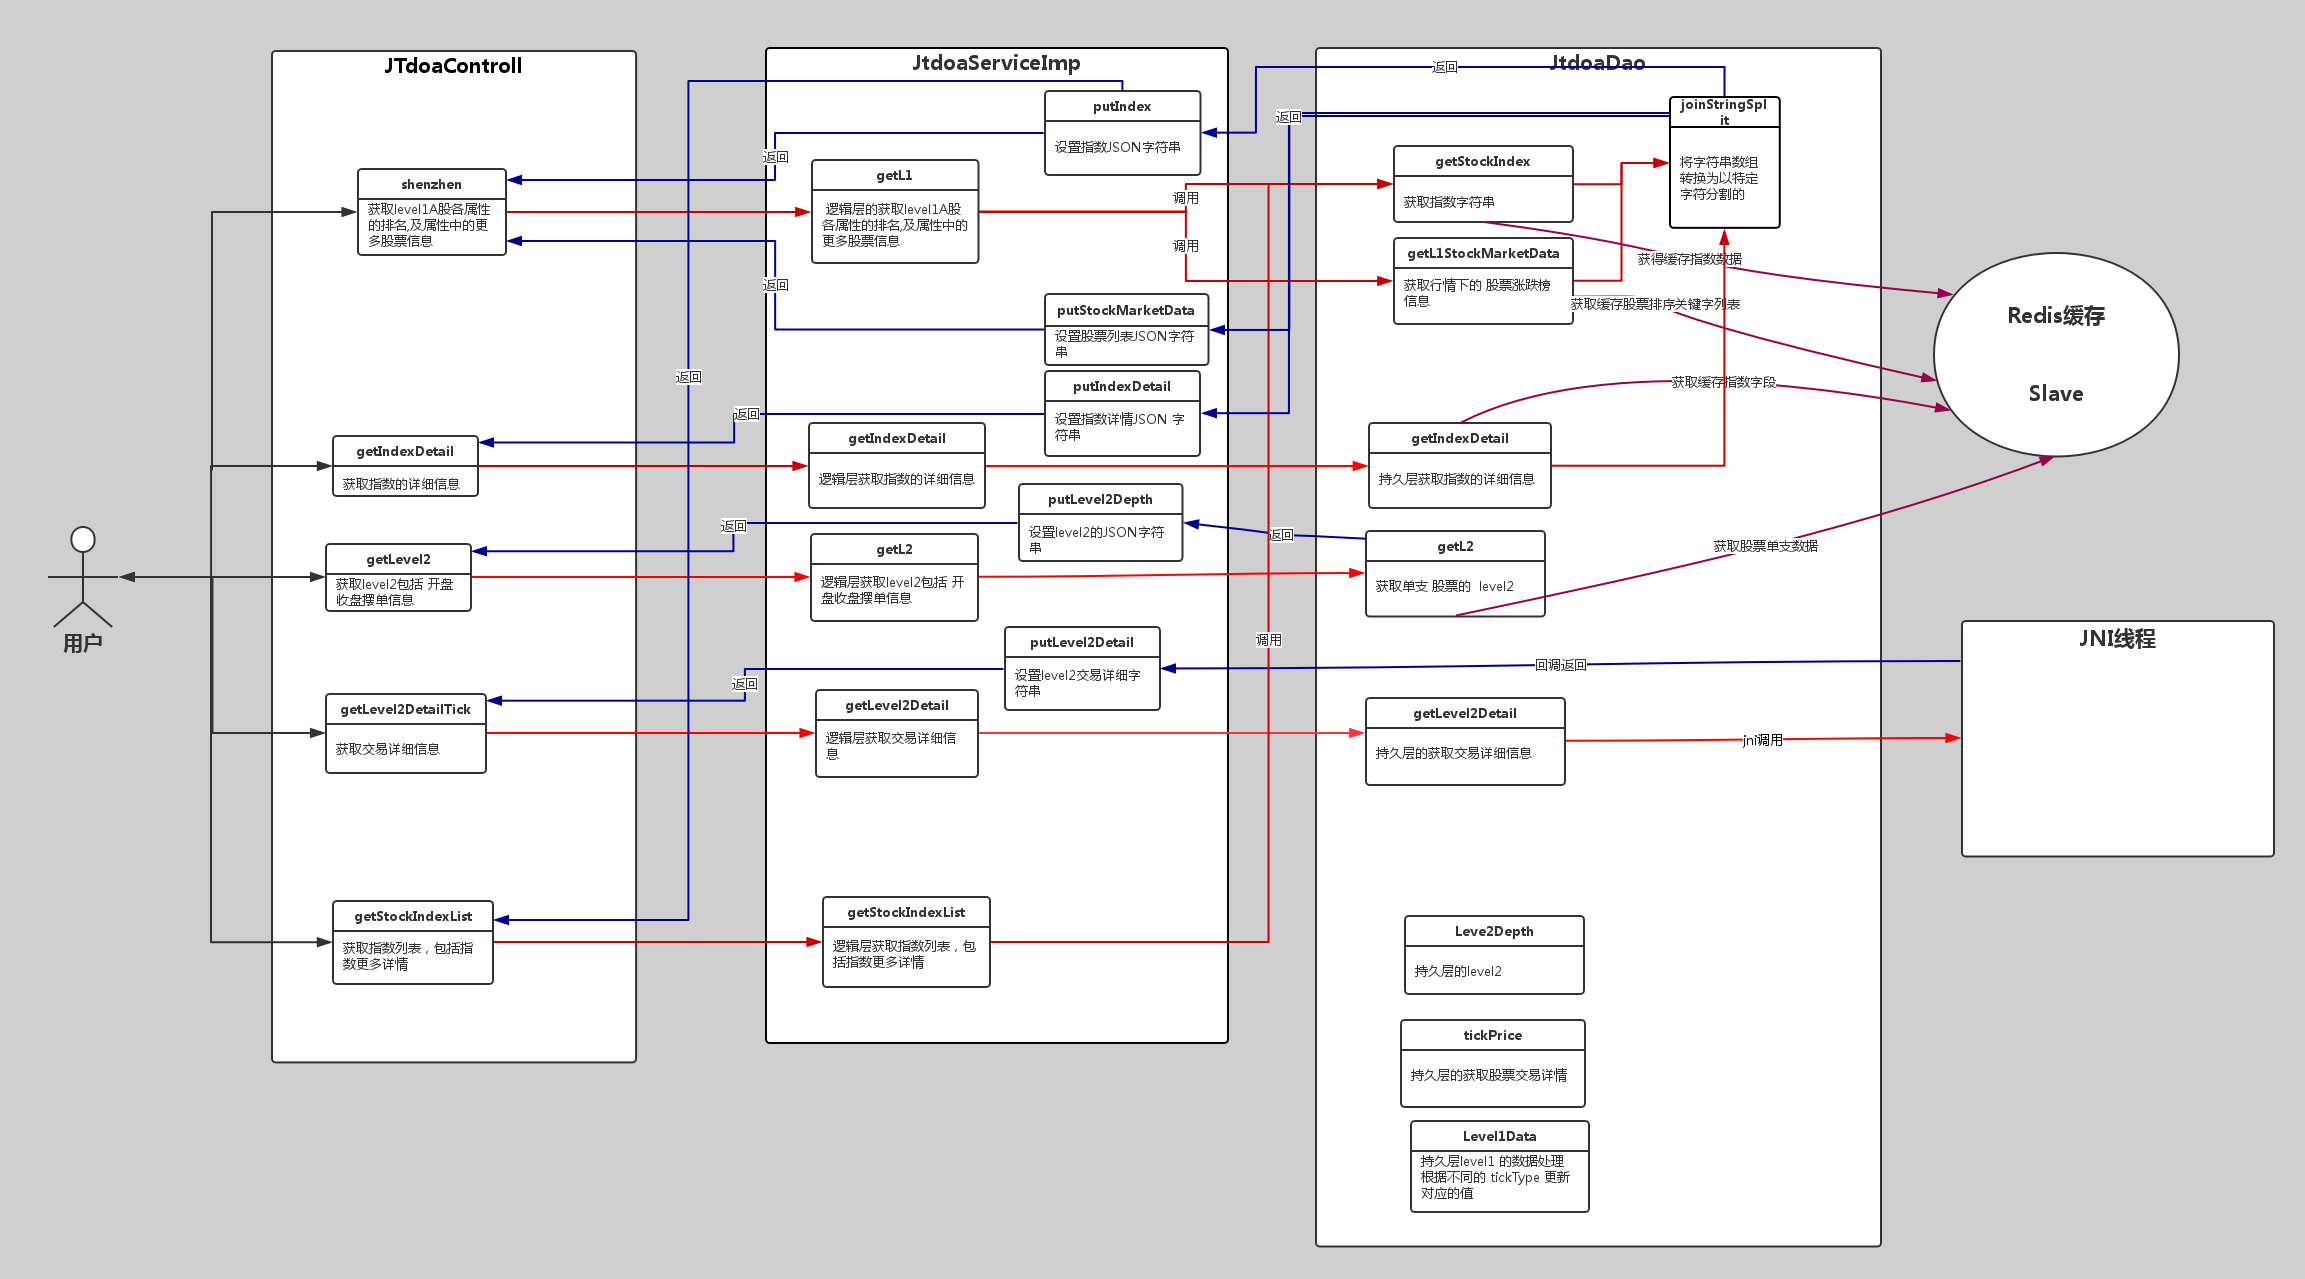 JTdoaControll
shenzhen
获取level1A股各属性
的排名,及属性中的更
多股票信息
getIndexDetail
获取指数的详细信息
getLevel2
获取level2包括 开盘
收盘摆单信息
getLevel2DetailTick
获取交易详细信息
getStockIndexList
获取指数列表，包括指
数更多详情
用户
返回
返回
返回
返回
返回
返回
JtdoaServiceImp
putIndex
设置指数JSON字符串
getL1
逻辑层的获取level1A股
各属性的排名,及属性中的
更多股票信息
putStockMarketData
设置股票列表JSON字符
串
putIndexDetail
设置指数详情JSON 字
符串
getIndexDetail
逻辑层获取指数的详细信息
putLevel2Depth
设置level2的JSON字符
串
getL2
逻辑层获取level2包括 开
盘收盘摆单信息
putLevel2Detail
设置level2交易详细字
符串
getLevel2Detail
逻辑层获取交易详细信
息
getStockIndexList
逻辑层获取指数列表，包
括指数更多详情
调用
调用
返回
返回
调用
JtdoaDao
返回
joinStringSpl
it
将字符串数组
转换为以特定
字符分割的
getStockIndex
获取指数字符串
getL1StockMarketData
获取行情下的 股票涨跌榜
信息
获得缓存指数数据
获取缓存股票排序关键字列表
获取缓存指数字段
getIndexDetail
持久层获取指数的详细信息
getL2
获取单支 股票的 level2
获取股票单支数据
回调返回
getLevel2Detail
持久层的获取交易详细信息
jni调用
Leve2Depth
持久层的level2
tickPrice
持久层的获取股票交易详情
Level1Data
持久层level1 的数据处理
根据不同的 tickType 更新
对应的值
Redis缓存
Slave
JNI线程